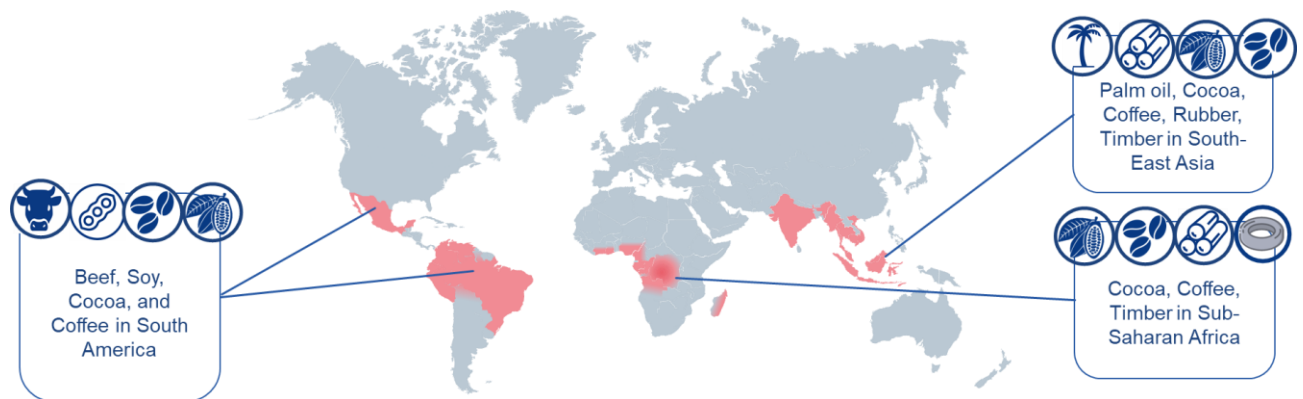 Palm oil, Cocoa,
Coffee, Rubber,
Timber in South-
East Asia
Beef, Soy,
Cocoa, and
Coffee in South
America
Cocoa, Coffee,
Timber in Sub-
Saharan Africa